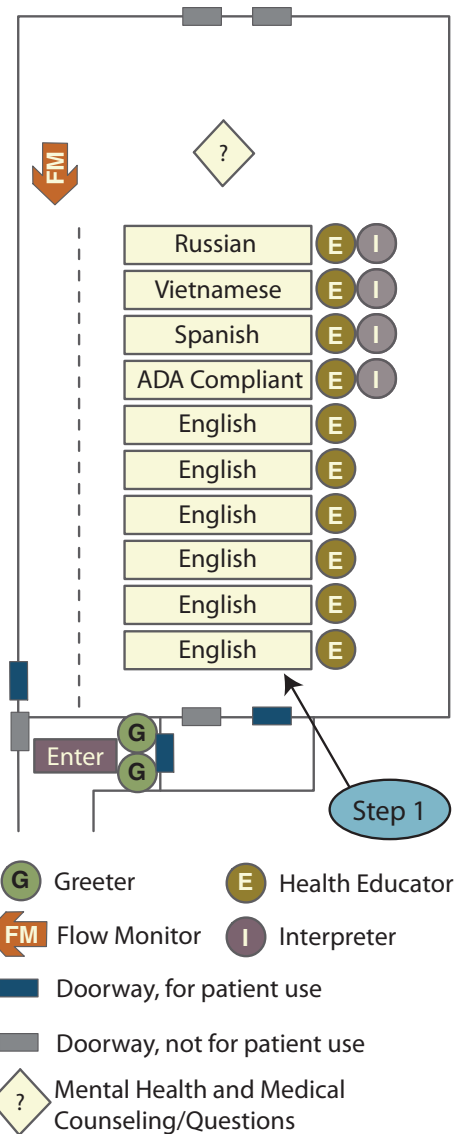 ?
FM
Russian E I
Vietnamese E I
Spanish E I
ADA Compliant E I
English E
English E
English E
English E
English E
English E
G
Enter
G
Step 1
G Greeter
E Health Educator
FM Flow Monitor
I Interpreter
Doorway, for patient use
Doorway, not for patient use
? Mental Health and Medical
Counseling/Questions